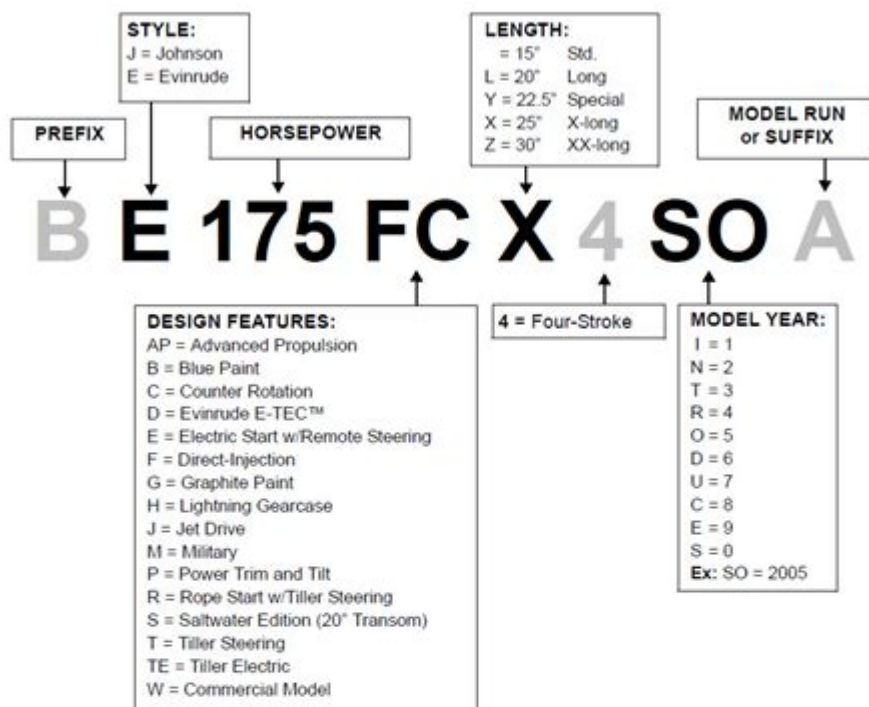 STYLE:
J = Johnson
E = Evinrude
LENGTH:
= 15" Std.
L = 20" Long
Y = 22.5" Special
X = 25" X-long
Z = 30" XX-long
PREFIX
HORSEPOWER
MODEL RUN
or SUFFIX
B E 175 FC X 4 SO A
DESIGN FEATURES:
AP = Advanced Propulsion
B = Blue Paint
C = Counter Rotation
D = Evinrude E-TEC™
E = Electric Start w/Remote Steering
F = Direct-Injection
G = Graphite Paint
H = Lightning Gearcase
J = Jet Drive
M = Military
P = Power Trim and Tilt
R = Rope Start w/Tiller Steering
S = Saltwater Edition (20" Transom)
T = Tiller Steering
TE = Tiller Electric
W = Commercial Model
4 = Four-Stroke
MODEL YEAR:
I = 1
N = 2
T = 3
R = 4
O = 5
D = 6
U = 7
C = 8
E = 9
S = 0
Ex: SO = 2005